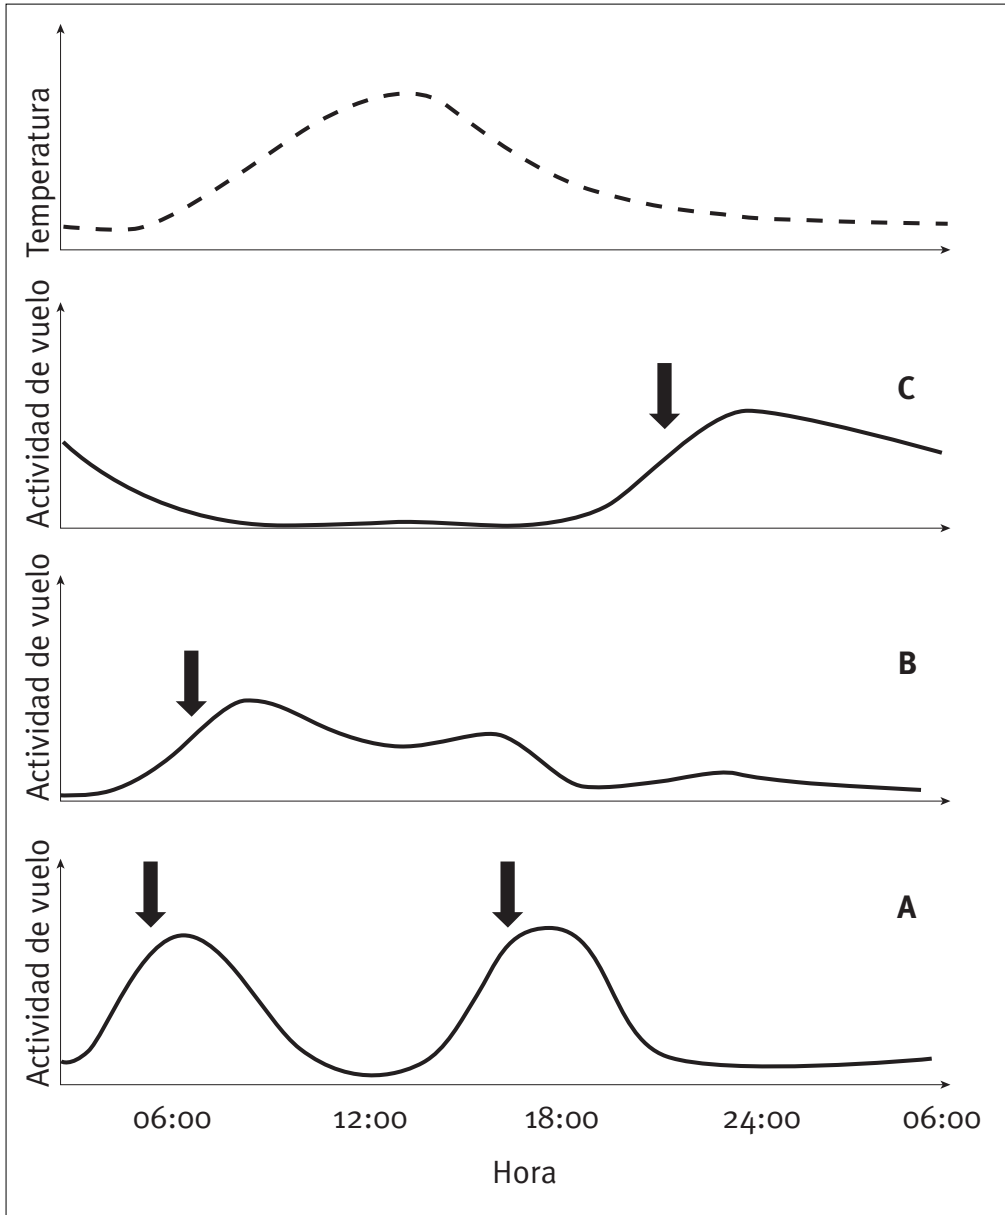 Temperatura
Actividad de vuelo
C
Actividad de vuelo
B
Actividad de vuelo
A
06:00 12:00 18:00 24:00 06:00
Hora